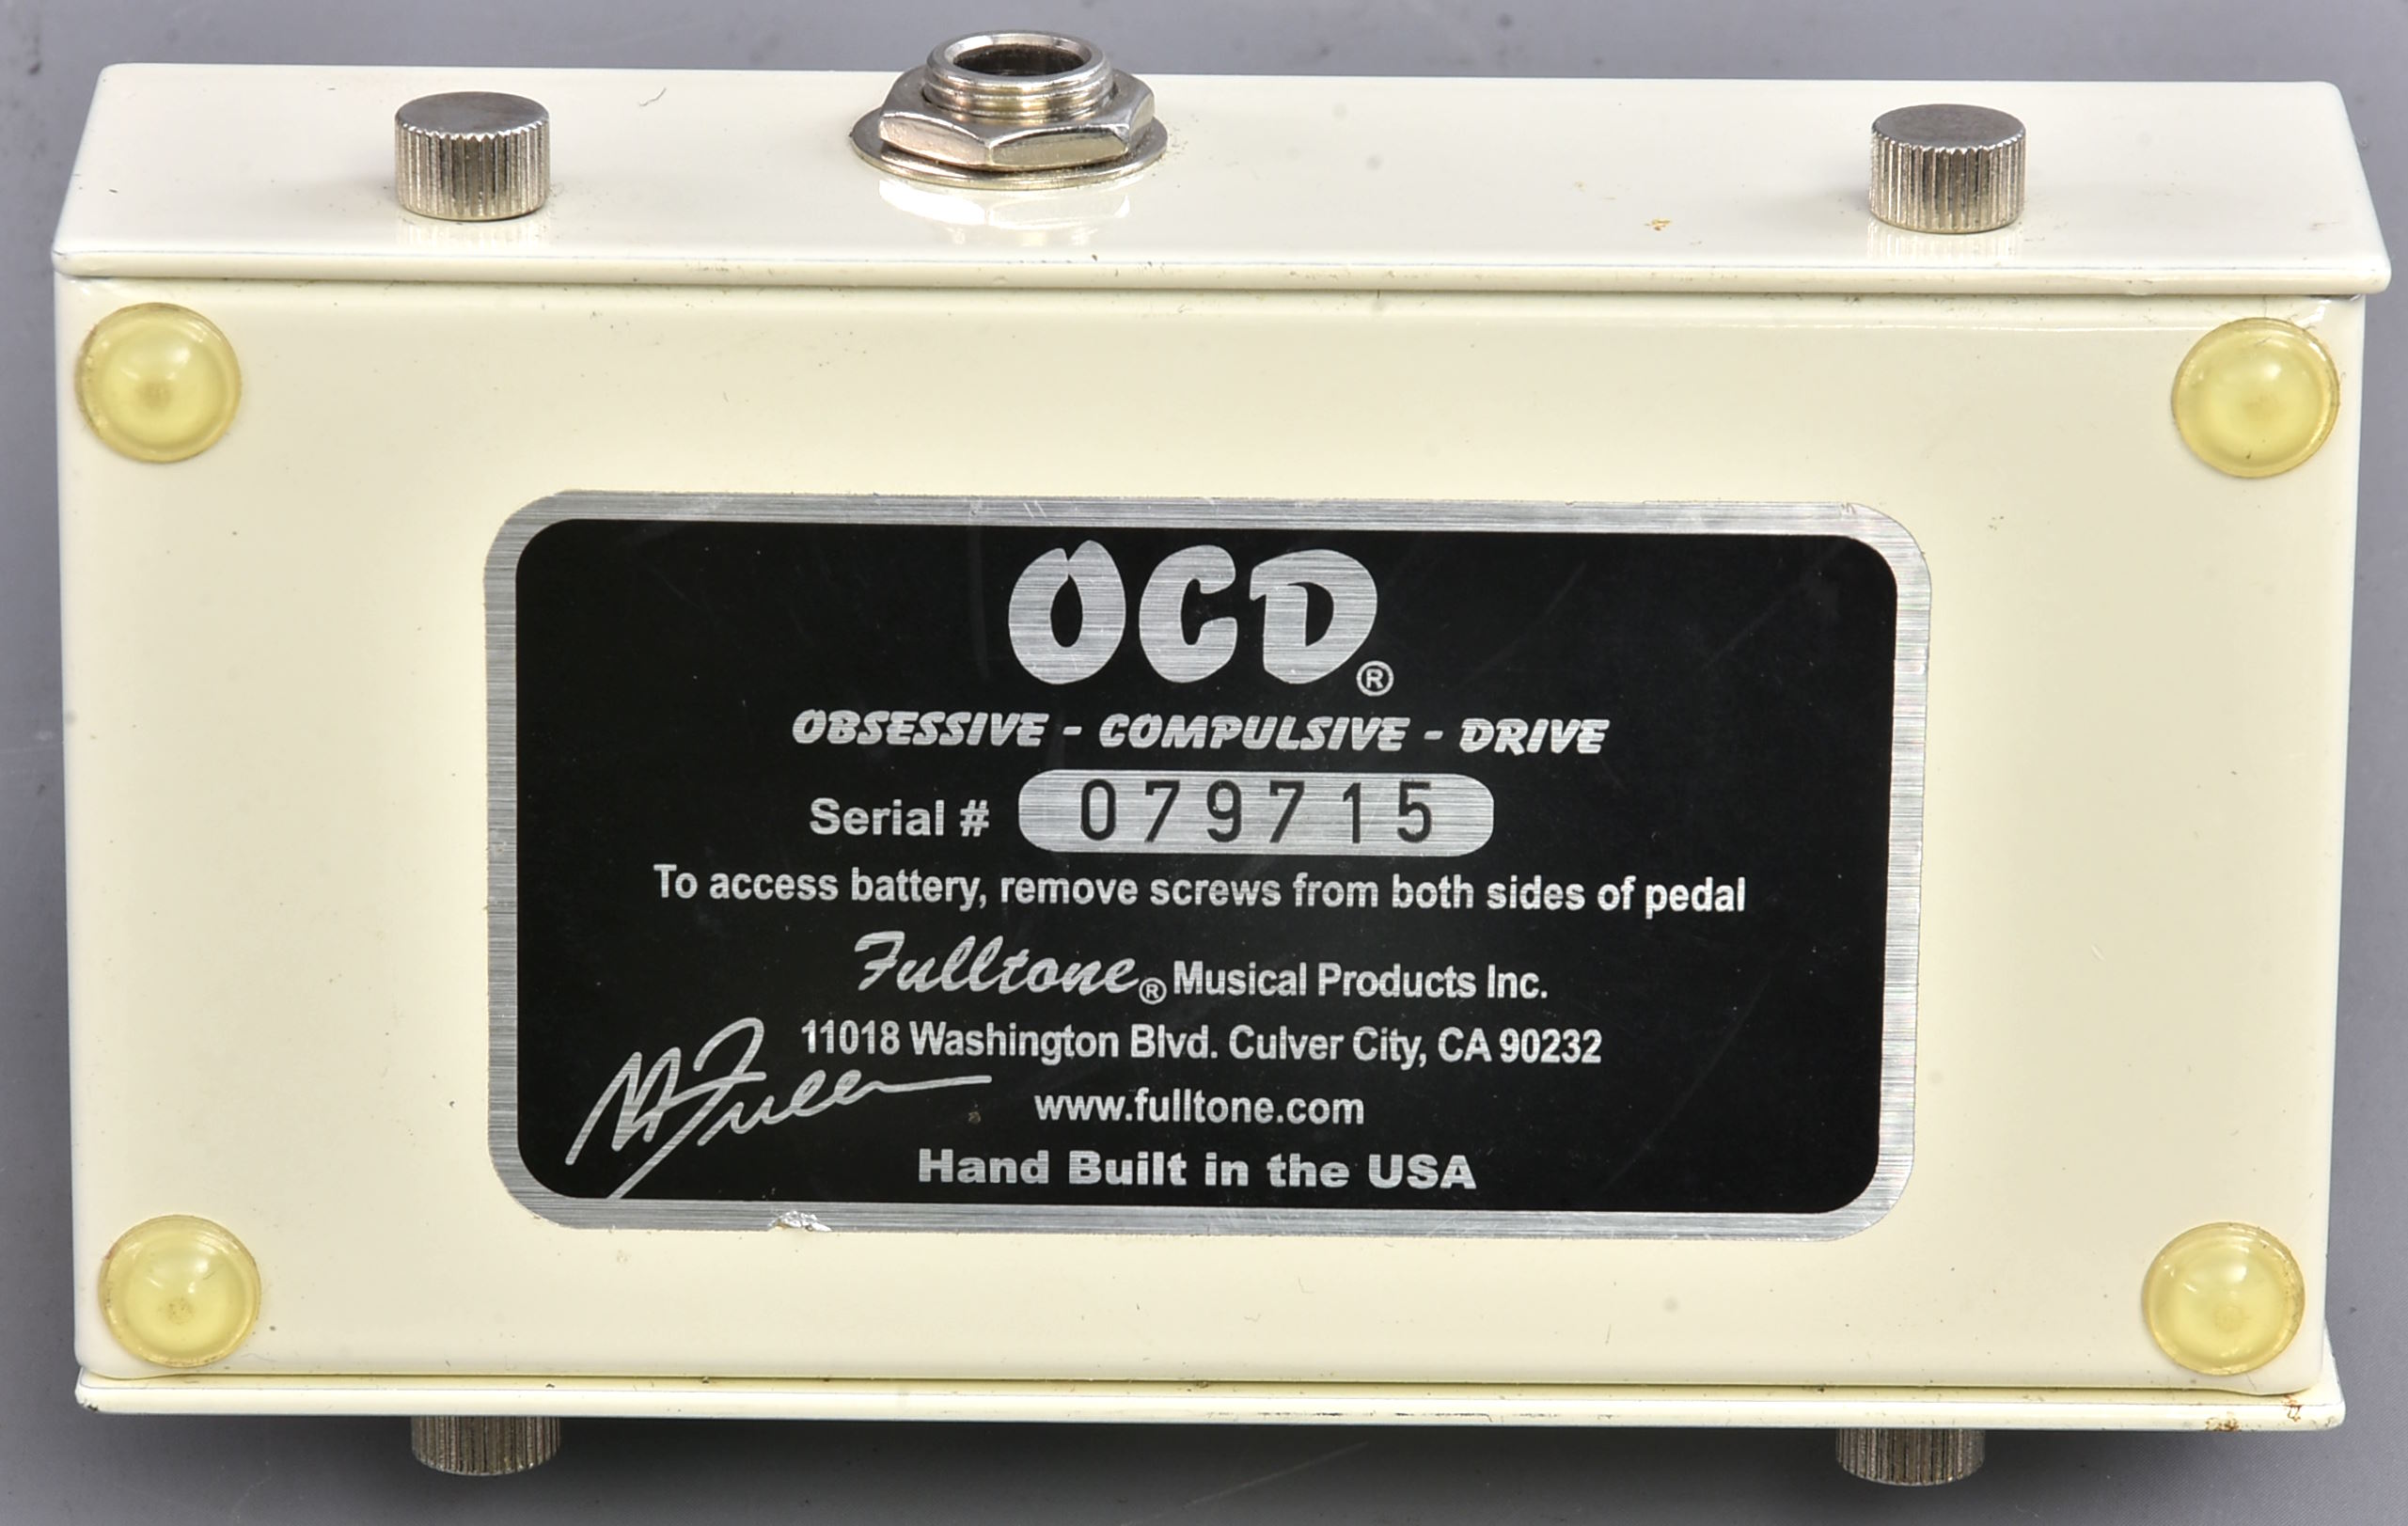 OCD®
OBSESSIVE - COMPULSIVE - DRIVE
Serial # 079715
To access battery, remove screws from both sides of pedal
Fulltone® Musical Products Inc.
11018 Washington Blvd. Culver City, CA 90232
M Fuller
www.fulltone.com
Hand Built in the USA